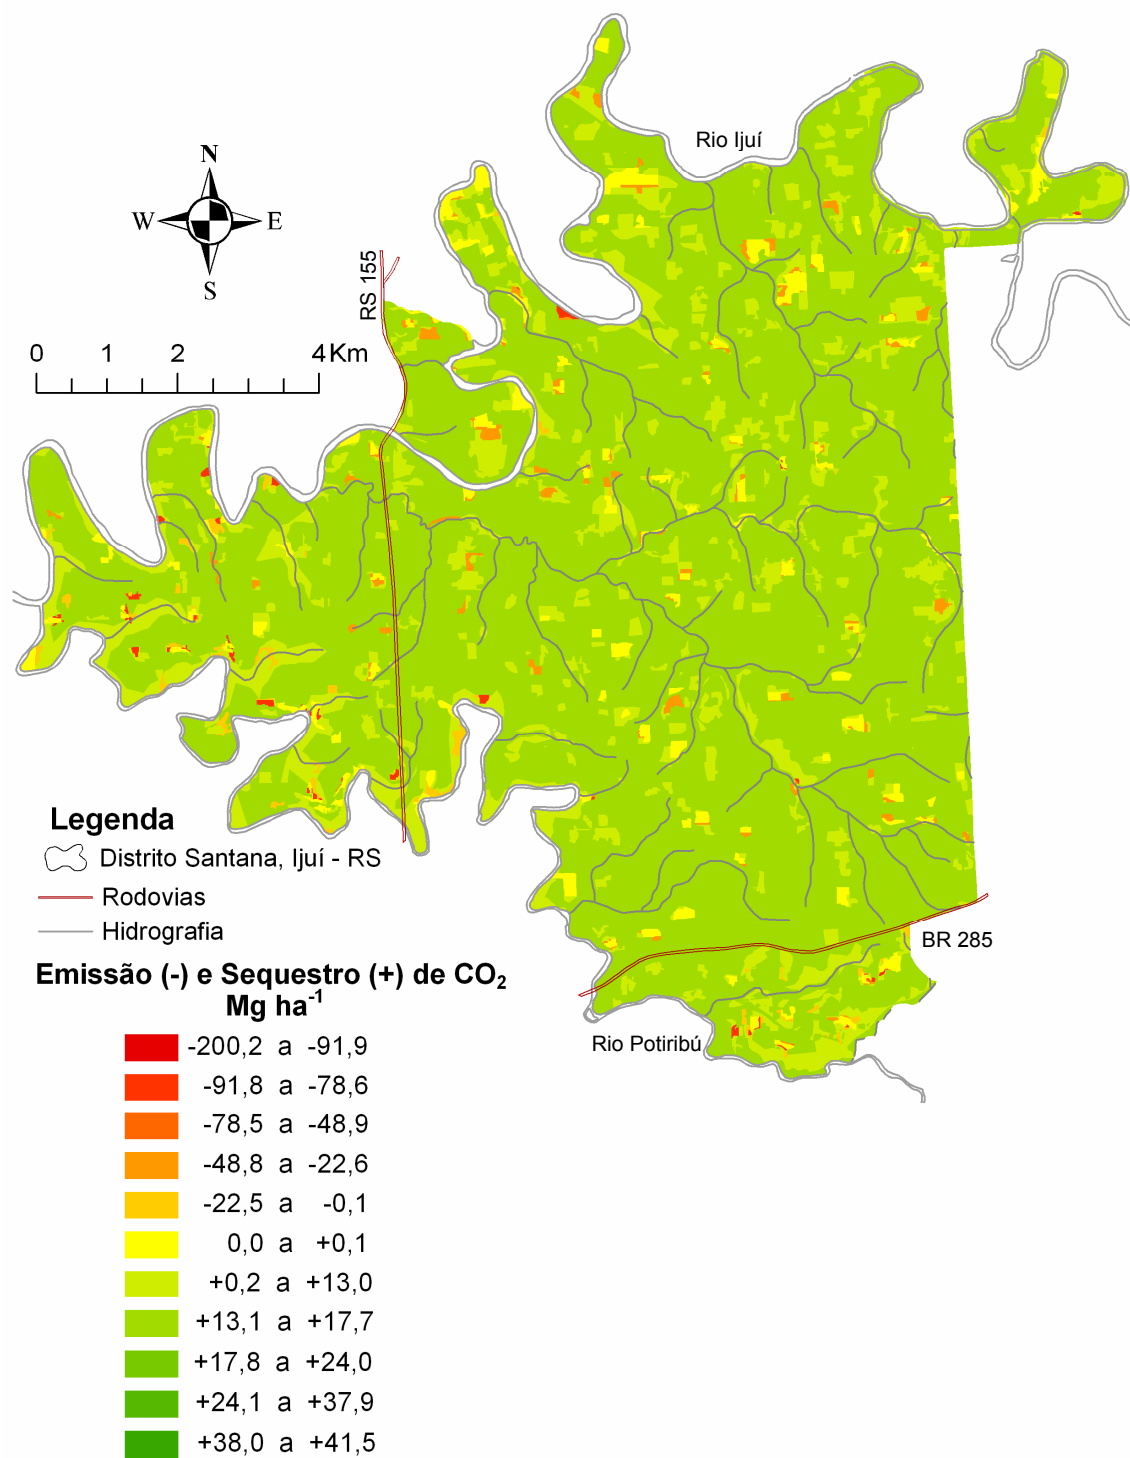 Rio Ijuí
N
W E
S
RS 155
0 1 2 4 Km
Legenda
Distrito Santana, Ijuí - RS
Rodovias
Hidrografia
BR 285
Emissão (-) e Sequestro (+) de CO₂
Mg ha⁻¹
Rio Potiribú
-200,2 a -91,9
-91,8 a -78,6
-78,5 a -48,9
-48,8 a -22,6
-22,5 a -0,1
0,0 a +0,1
+0,2 a +13,0
+13,1 a +17,7
+17,8 a +24,0
+24,1 a +37,9
+38,0 a +41,5